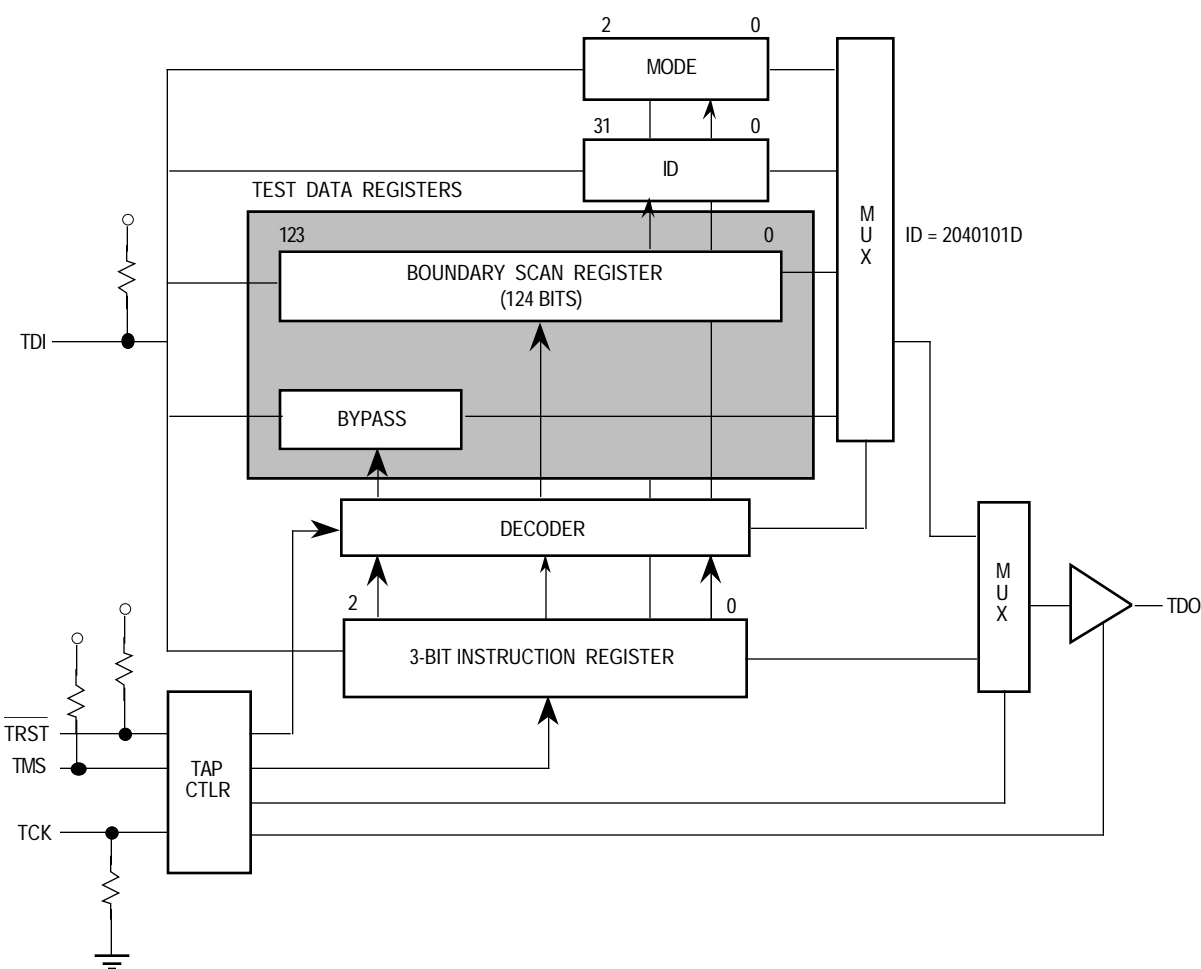 2 0
MODE
31 0
ID
TEST DATA REGISTERS
123 0
BOUNDARY SCAN REGISTER
(124 BITS)
M
U
X
ID = 2040101D
TDI
BYPASS
DECODER
2 0
3-BIT INSTRUCTION REGISTER
M
U
X
TDO
TRST
TMS
TAP
CTLR
TCK